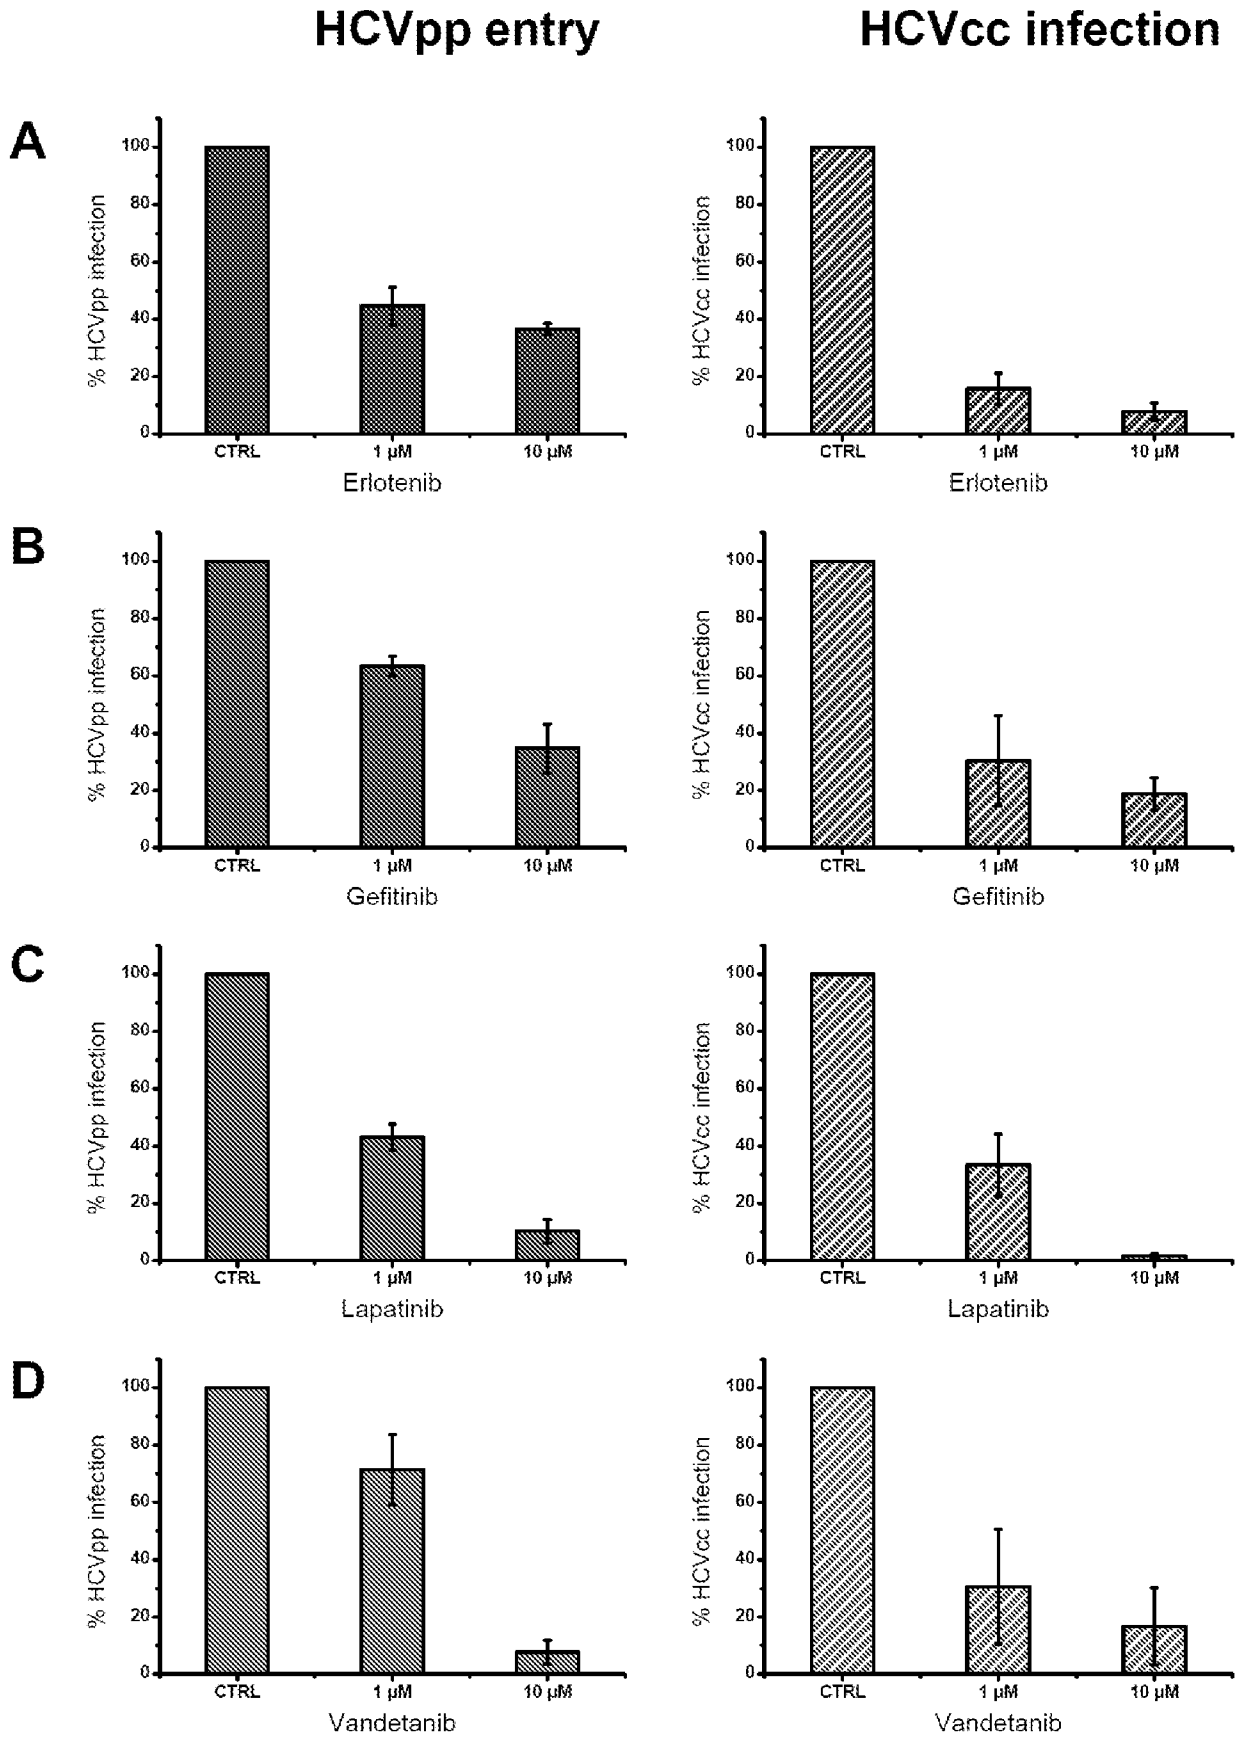 HCVpp entry HCVcc infection
A
% HCVpp infection
100
80
60
40
20
0
CTRL 1 µM 10 µM
Erlotenib
% HCVcc infection
100
80
60
40
20
0
CTRL 1 µM 10 µM
Erlotenib
B
% HCVpp infection
100
80
60
40
20
0
CTRL 1 µM 10 µM
Gefitinib
% HCVcc infection
100
80
60
40
20
0
CTRL 1 µM 10 µM
Gefitinib
C
% HCVpp infection
100
80
60
40
20
0
CTRL 1 µM 10 µM
Lapatinib
% HCVcc infection
100
80
60
40
20
0
CTRL 1 µM 10 µM
Lapatinib
D
% HCVpp infection
100
80
60
40
20
0
CTRL 1 µM 10 µM
Vandetanib
% HCVcc infection
100
80
60
40
20
0
CTRL 1 µM 10 µM
Vandetanib